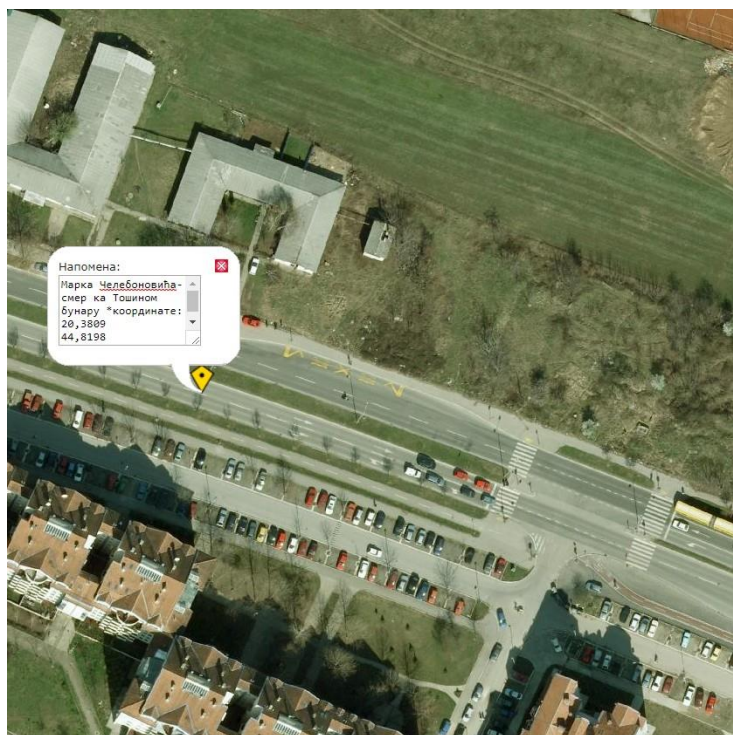 Напомена:
Марка Челебоновића-
смер ка Тошином
бунару *координате:
20,3809
44,8198